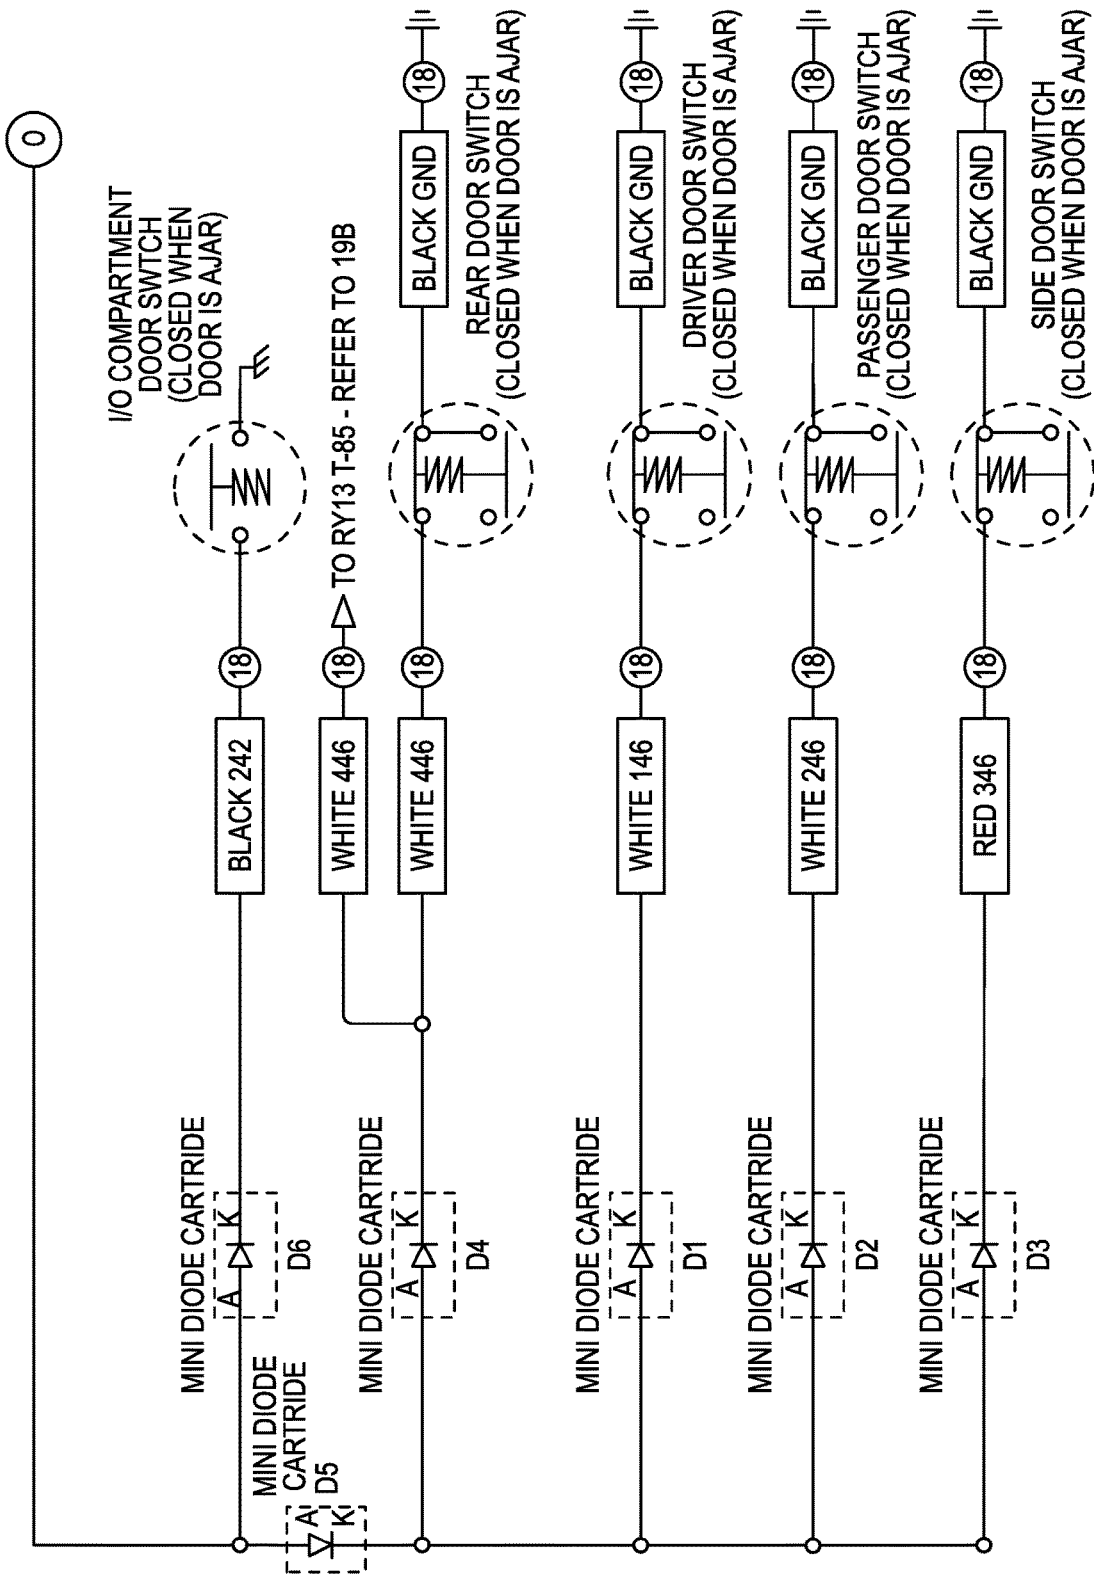 0
I/O COMPARTMENT
DOOR SWTCH
(CLOSED WHEN
DOOR IS AJAR)
MINI DIODE CARTRIDE
A
K
D6
BLACK 242
18
MINI DIODE
CARTRIDE
D5
A
K
WHITE 446
18
TO RY13 T-85 - REFER TO 19B
MINI DIODE CARTRIDE
A
K
D4
WHITE 446
18
BLACK GND
18
REAR DOOR SWITCH
(CLOSED WHEN DOOR IS AJAR)
MINI DIODE CARTRIDE
A
K
D1
WHITE 146
18
BLACK GND
18
DRIVER DOOR SWITCH
(CLOSED WHEN DOOR IS AJAR)
MINI DIODE CARTRIDE
A
K
D2
WHITE 246
18
BLACK GND
18
PASSENGER DOOR SWITCH
(CLOSED WHEN DOOR IS AJAR)
MINI DIODE CARTRIDE
A
K
D3
RED 346
18
BLACK GND
18
SIDE DOOR SWITCH
(CLOSED WHEN DOOR IS AJAR)